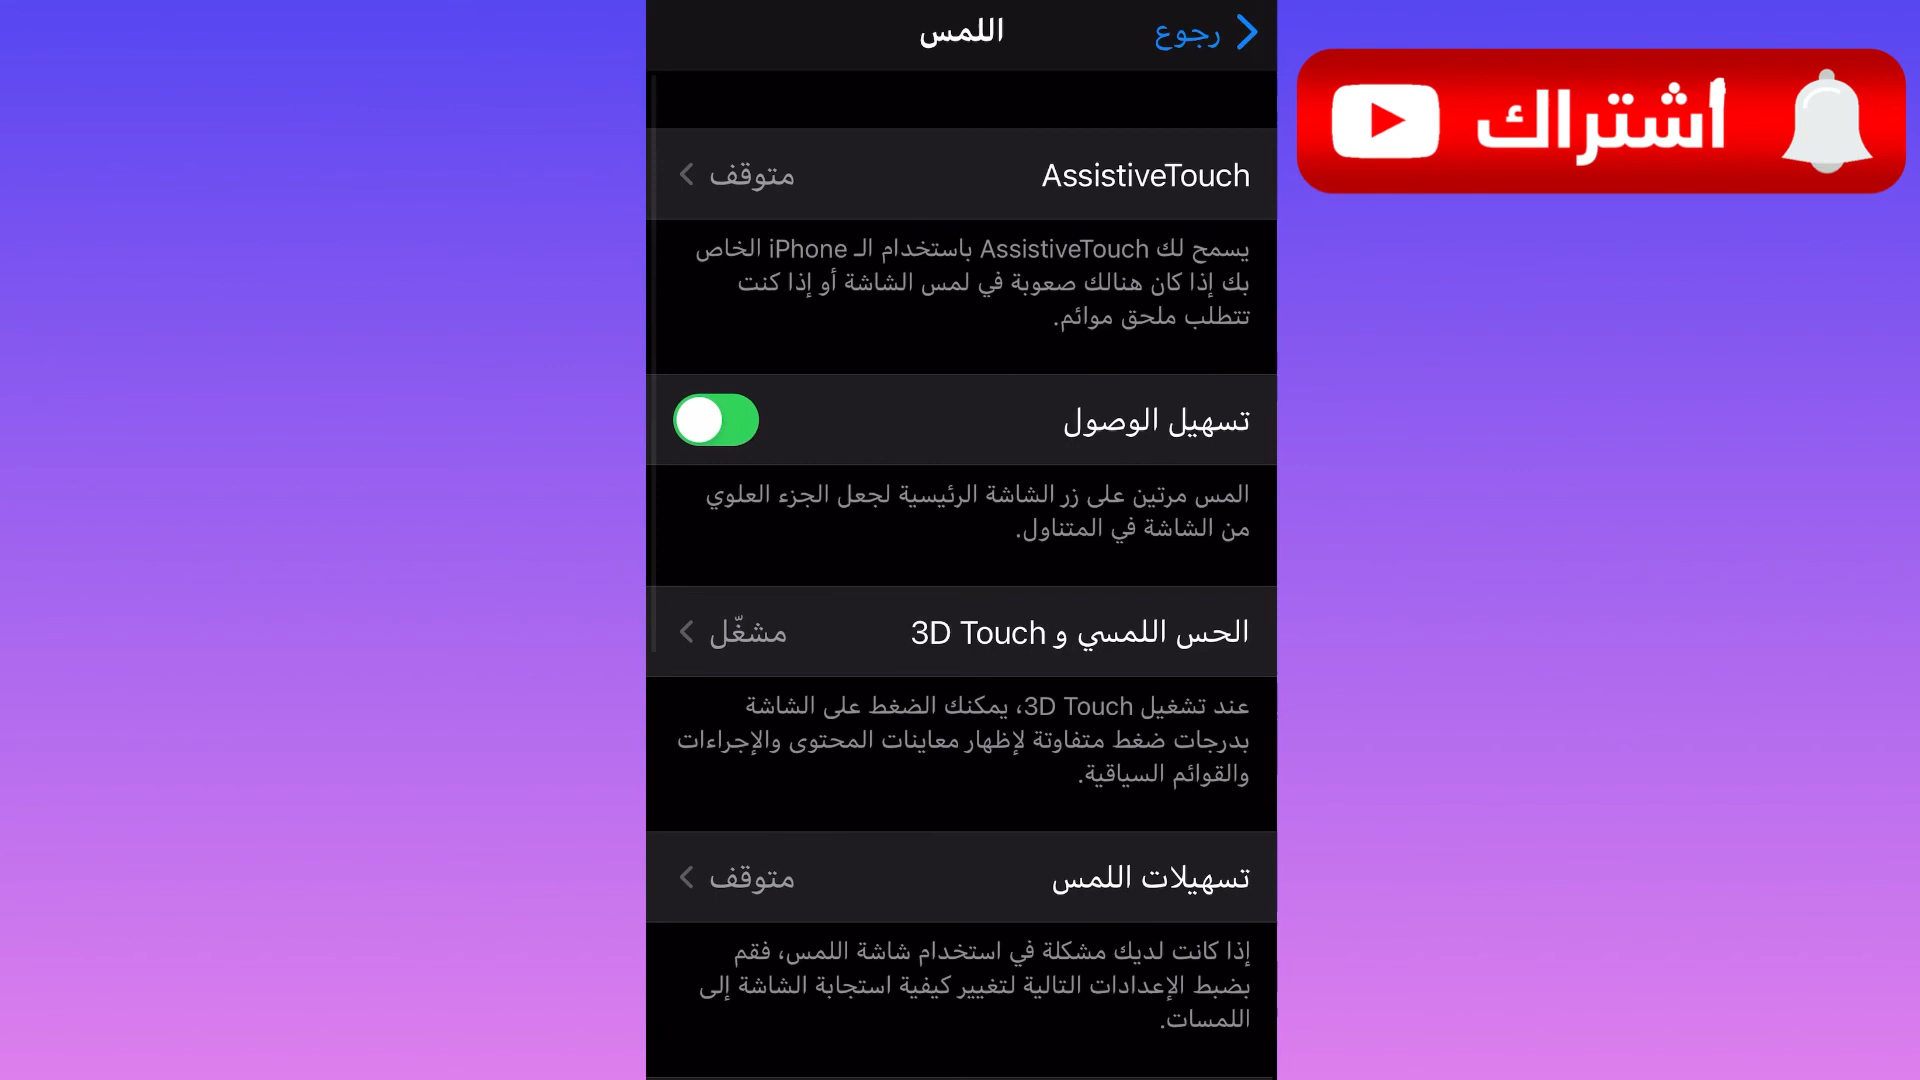 رجوع
اللمس
أشتراك
AssistiveTouch
متوقف
يسمح لك AssistiveTouch باستخدام الـ iPhone الخاص
بك إذا كان هنالك صعوبة في لمس الشاشة أو إذا كنت
تتطلب ملحق موائم.
تسهيل الوصول
المس مرتين على زر الشاشة الرئيسية لجعل الجزء العلوي
من الشاشة في المتناول.
الحس اللمسي و 3D Touch
مشغّل
عند تشغيل 3D Touch، يمكنك الضغط على الشاشة
بدرجات ضغط متفاوتة لإظهار معاينات المحتوى والإجراءات
والقوائم السياقية.
تسهيلات اللمس
متوقف
إذا كانت لديك مشكلة في استخدام شاشة اللمس، فقم
بضبط الإعدادات التالية لتغيير كيفية استجابة الشاشة إلى
اللمسات.